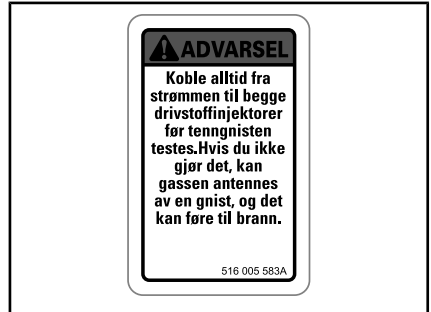 ADVARSEL
Koble alltid fra
strømmen til begge
drivstoffinjektorer
før tenngnisten
testes.Hvis du ikke
gjør det, kan
gassen antennes
av en gnist, og det
kan føre til brann.
516 005 583A